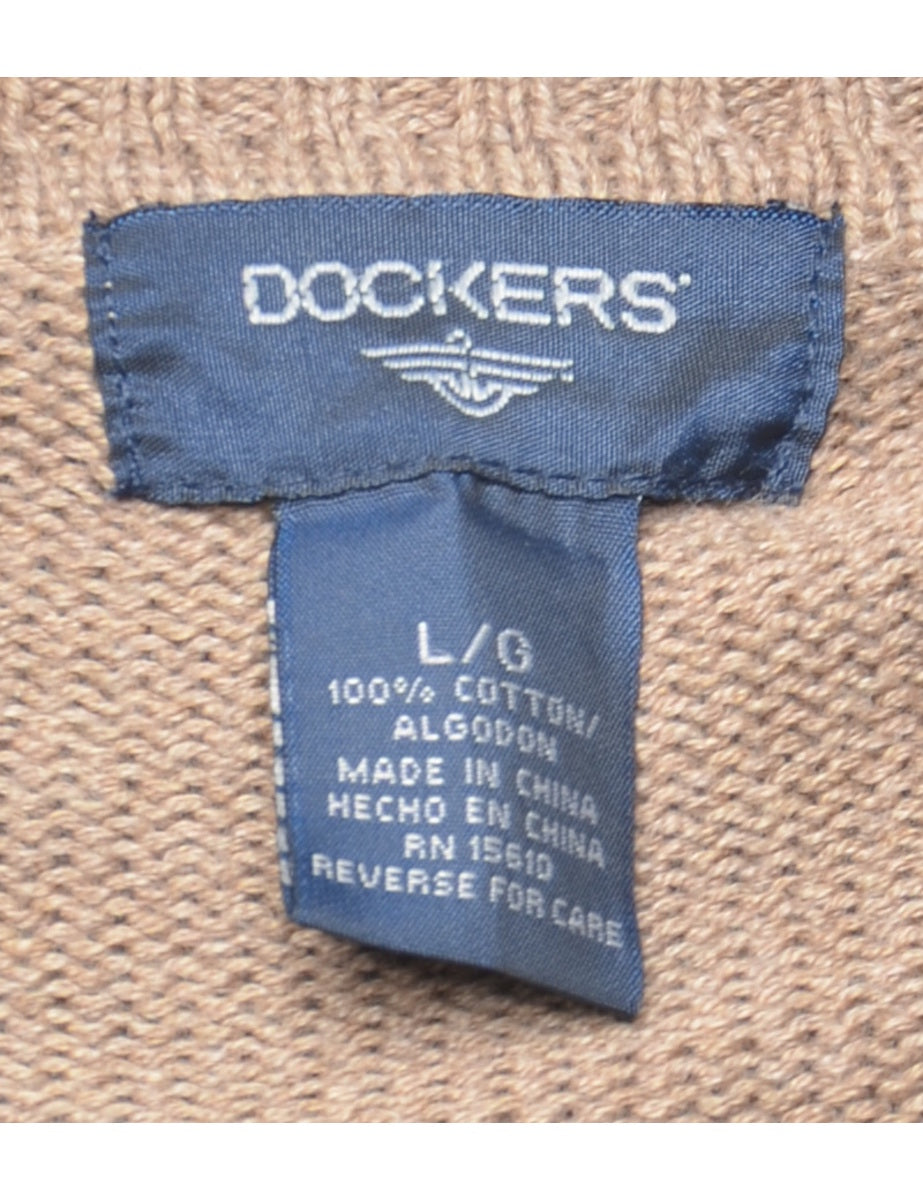 DOCKERS
L/G
100% COTTON/
ALGODON
MADE IN CHINA
HECHO EN CHINA
RN 15610
REVERSE FOR CARE